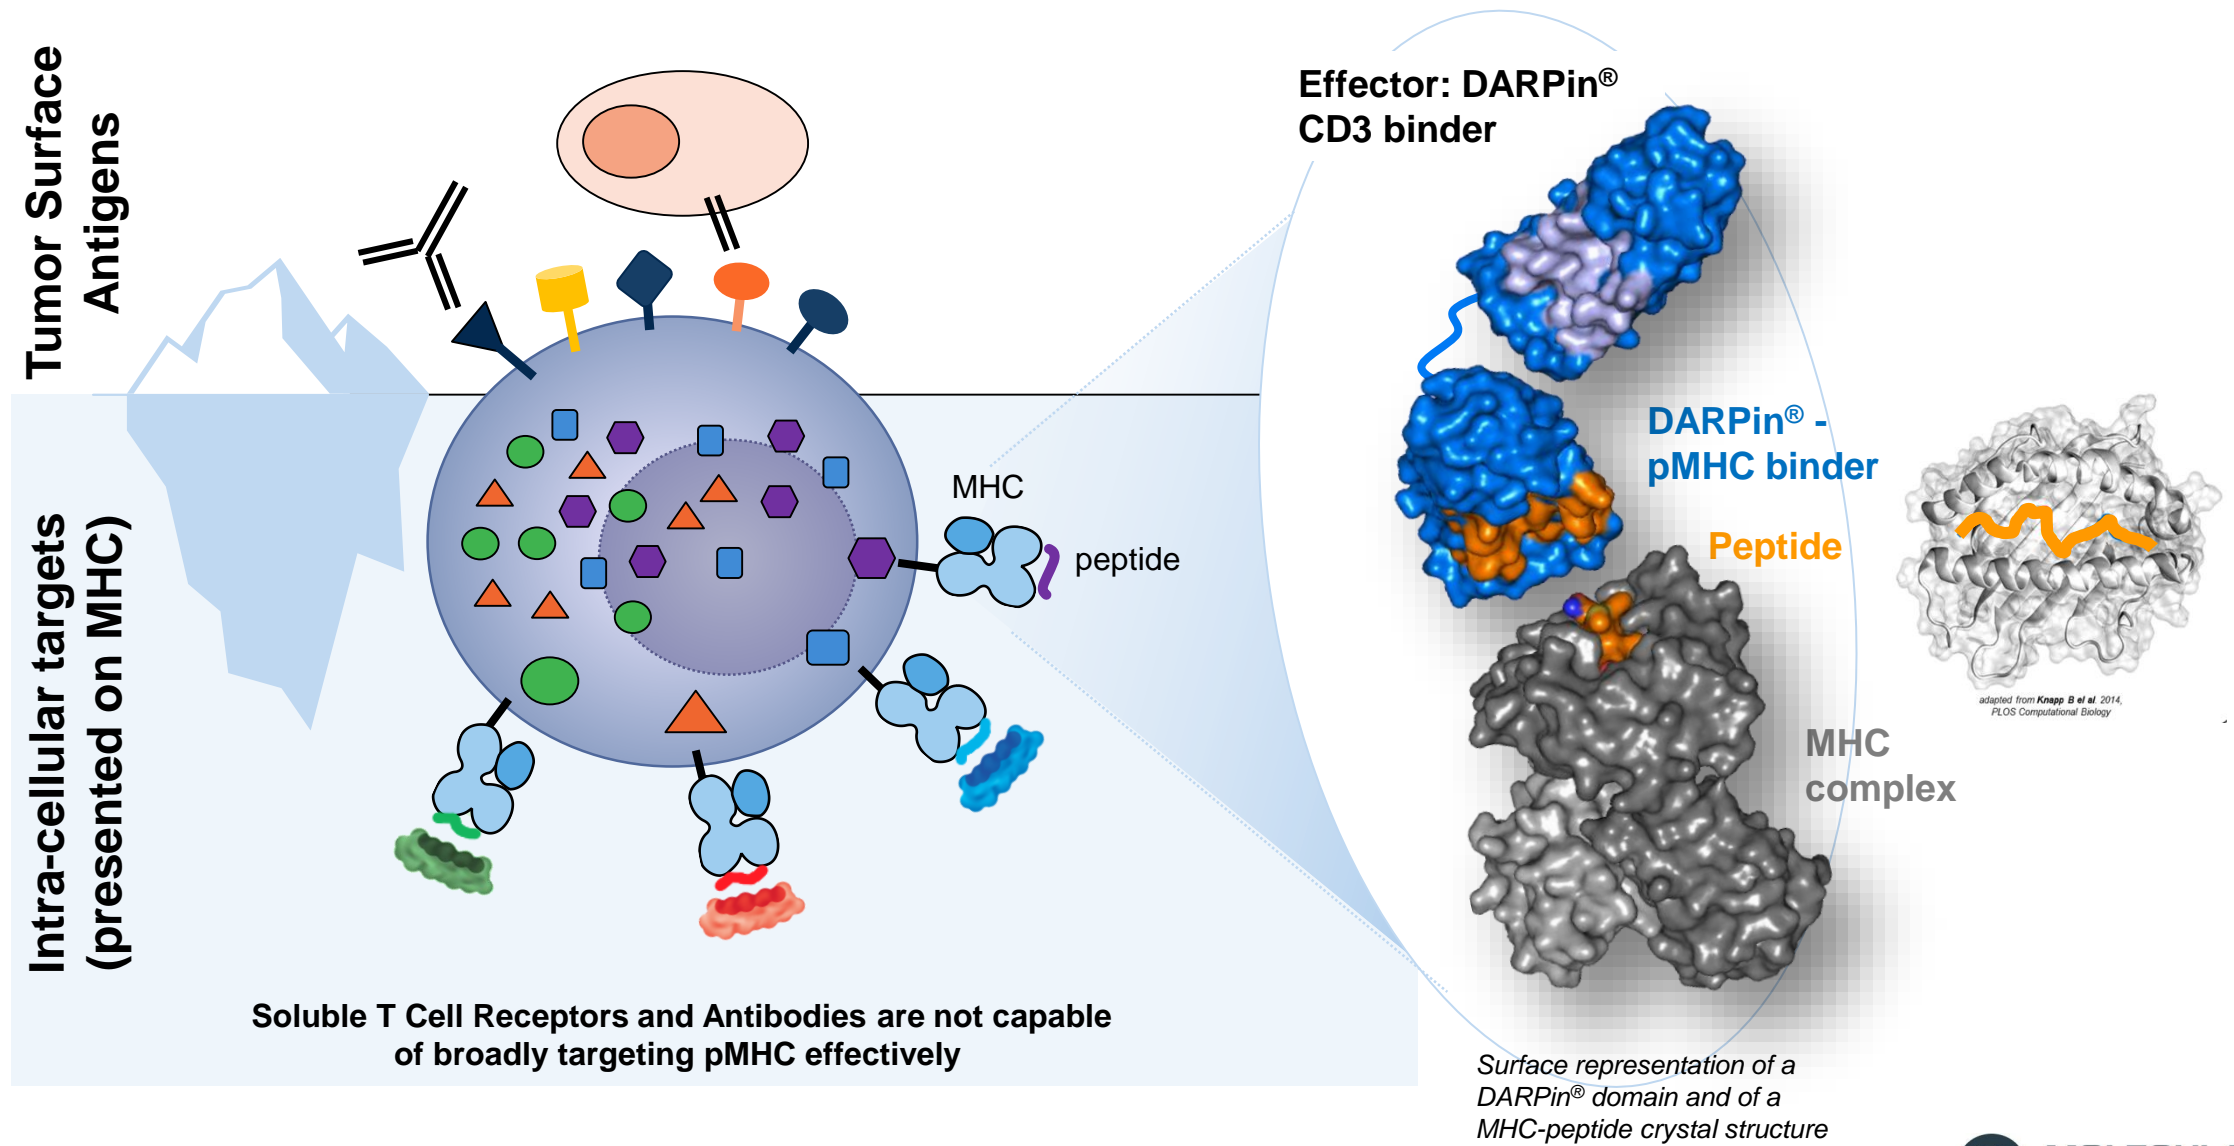 Tumor Surface
Antigens
Intra-cellular targets
(presented on MHC)
MHC
peptide
Soluble T Cell Receptors and Antibodies are not capable
of broadly targeting pMHC effectively
Effector: DARPin®
CD3 binder
DARPin® -
pMHC binder
Peptide
MHC
complex
adapted from Knapp B el al. 2014,
PLOS Computational Biology
Surface representation of a
DARPin® domain and of a
MHC-peptide crystal structure